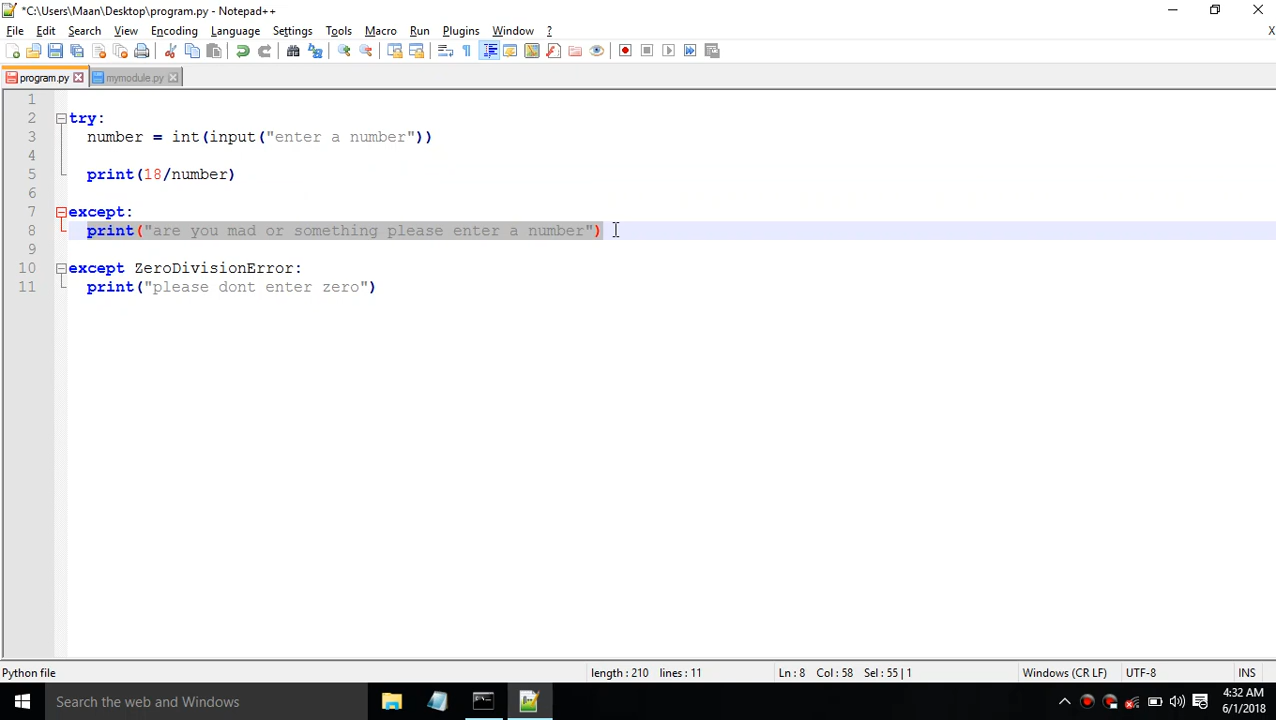 *C:\Users\Maan\Desktop\program.py - Notepad++
File Edit Search View Encoding Language Settings Tools Macro Run Plugins Window ?
X
program.py mymodule.py
1
2 try:
3 number = int(input("enter a number"))
4
5 print(18/number)
6
7 except:
8 print("are you mad or something please enter a number")
9
10 except ZeroDivisionError:
11 print("please dont enter zero")
Python file length : 210 lines : 11 Ln : 8 Col : 58 Sel : 55 | 1 Windows (CR LF) UTF-8 INS
Search the web and Windows
4:32 AM
6/1/2018